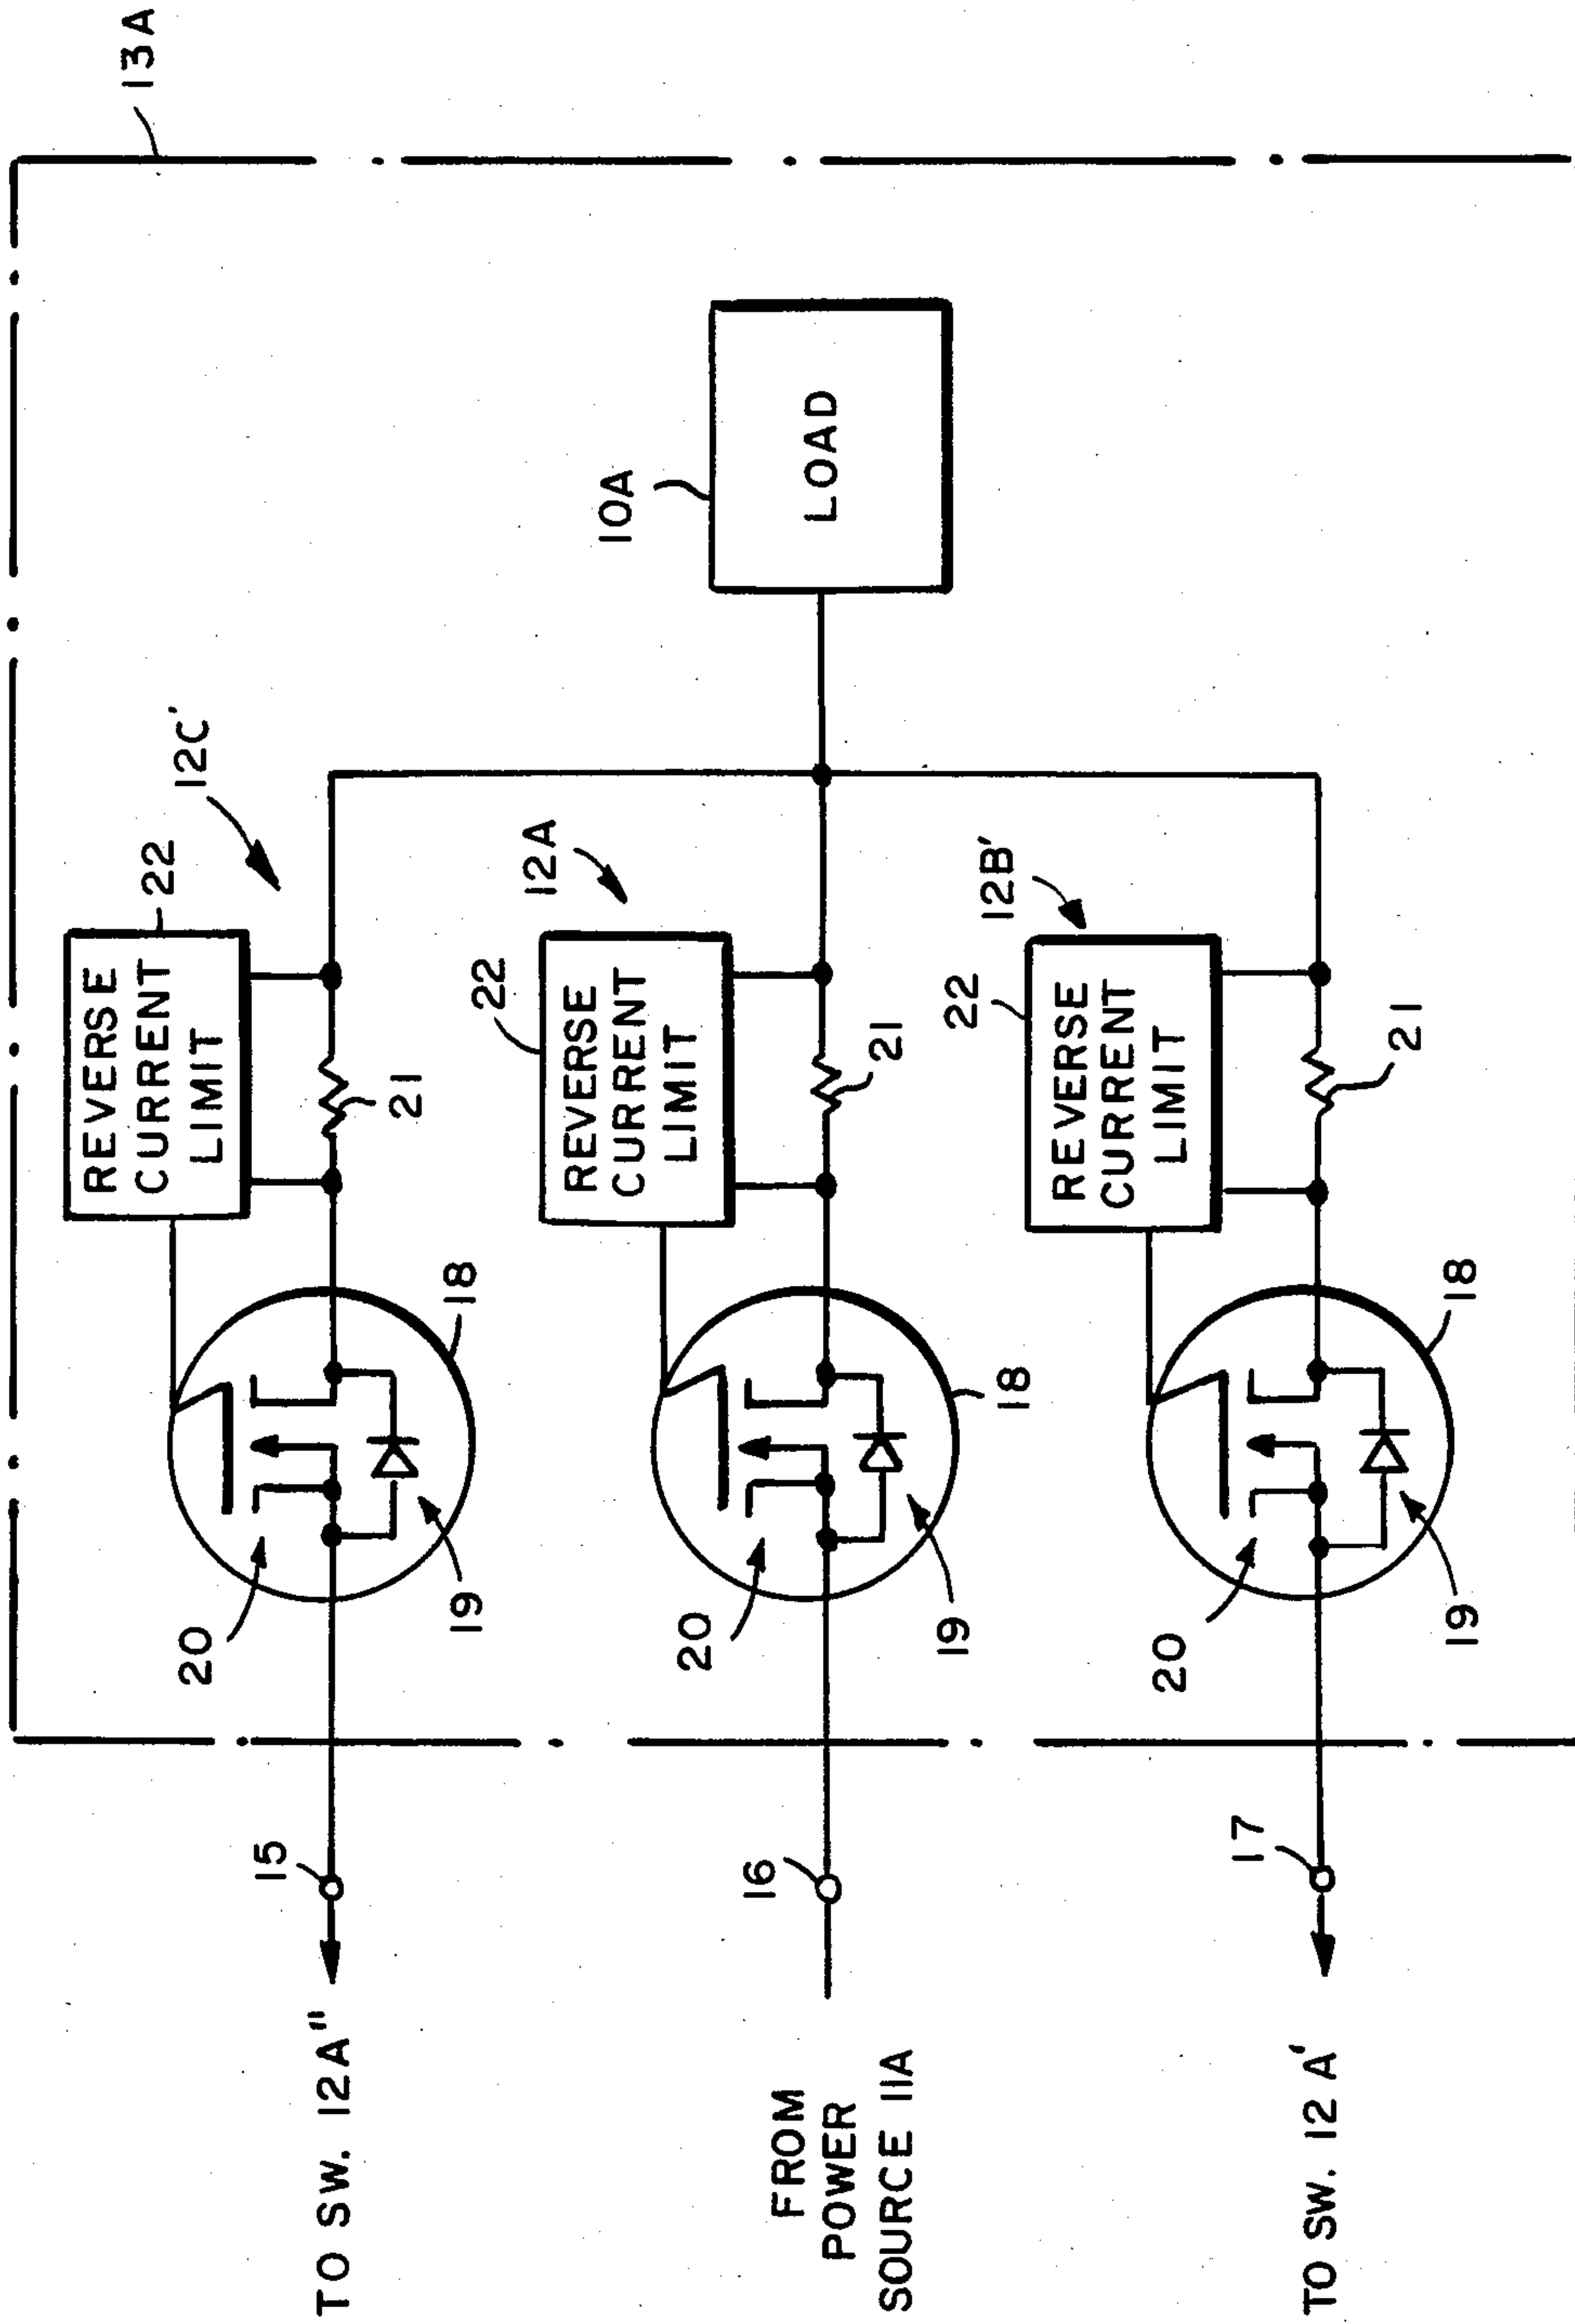 13A
12C'
22
REVERSE
CURRENT
LIMIT
21
18
20
19
15
TO SW. 12A"
10A
LOAD
12A
22
REVERSE
CURRENT
LIMIT
21
18
20
19
16
FROM
POWER
SOURCE 11A
12B'
22
REVERSE
CURRENT
LIMIT
21
18
20
19
17
TO SW. 12A'